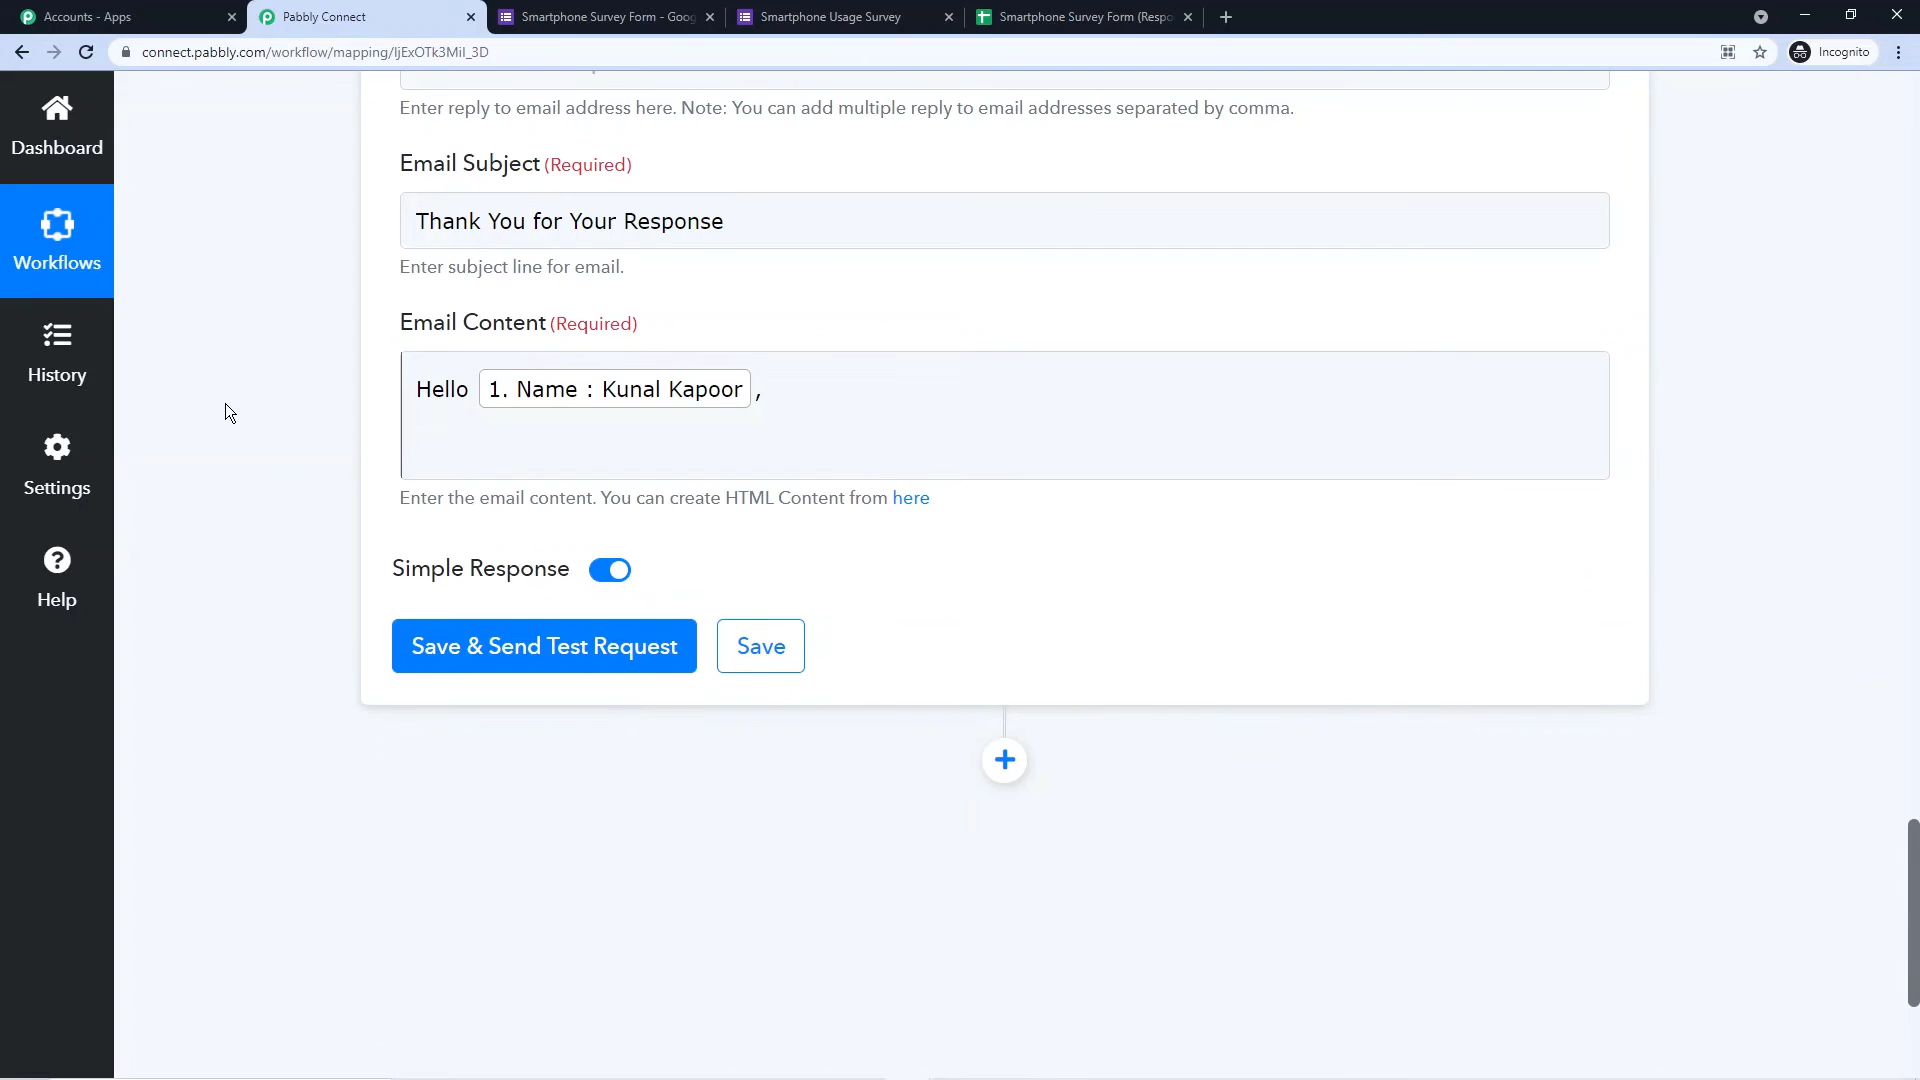 Accounts - Apps
Pabbly Connect
Smartphone Survey Form - Goog
Smartphone Usage Survey
Smartphone Survey Form (Respo
connect.pabbly.com/workflow/mapping/
Incognito
Dashboard
Workflows
History
Settings
Help
Enter reply to email address here. Note: You can add multiple reply to email addresses separated by comma.
Email Subject (Required)
Thank You for Your Response
Enter subject line for email.
Email Content (Required)
Hello 1. Name : Kunal Kapoor ,
Enter the email content. You can create HTML Content from here
Simple Response
Save & Send Test Request
Save